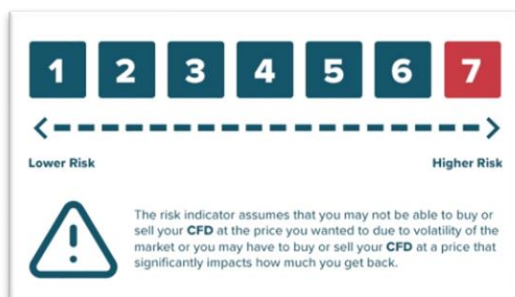 1 2 3 4 5 6 7
Lower Risk Higher Risk
The risk indicator assumes that you may not be able to buy or
sell your CFD at the price you wanted to due to volatility of the
market or you may have to buy or sell your CFD at a price that
significantly impacts how much you get back.